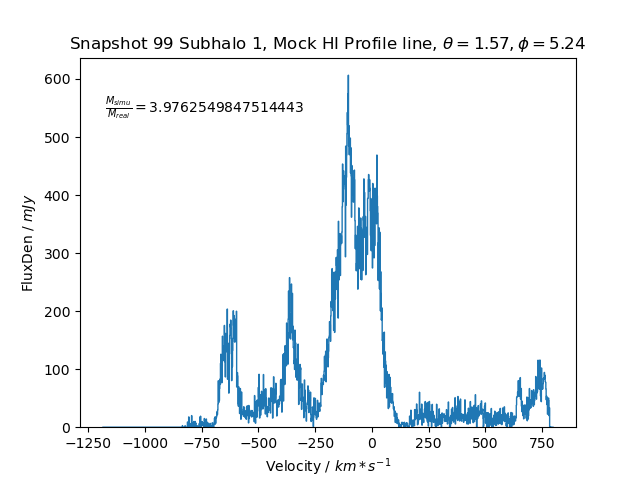 Snapshot 99 Subhalo 1, Mock HI Profile line, θ = 1.57, ϕ = 5.24
M_simu/M_real = 3.9762549847514443
600
500
400
300
200
100
0
FluxDen / mJy
−1250 −1000 −750 −500 −250 0 250 500 750
Velocity / km * s⁻¹